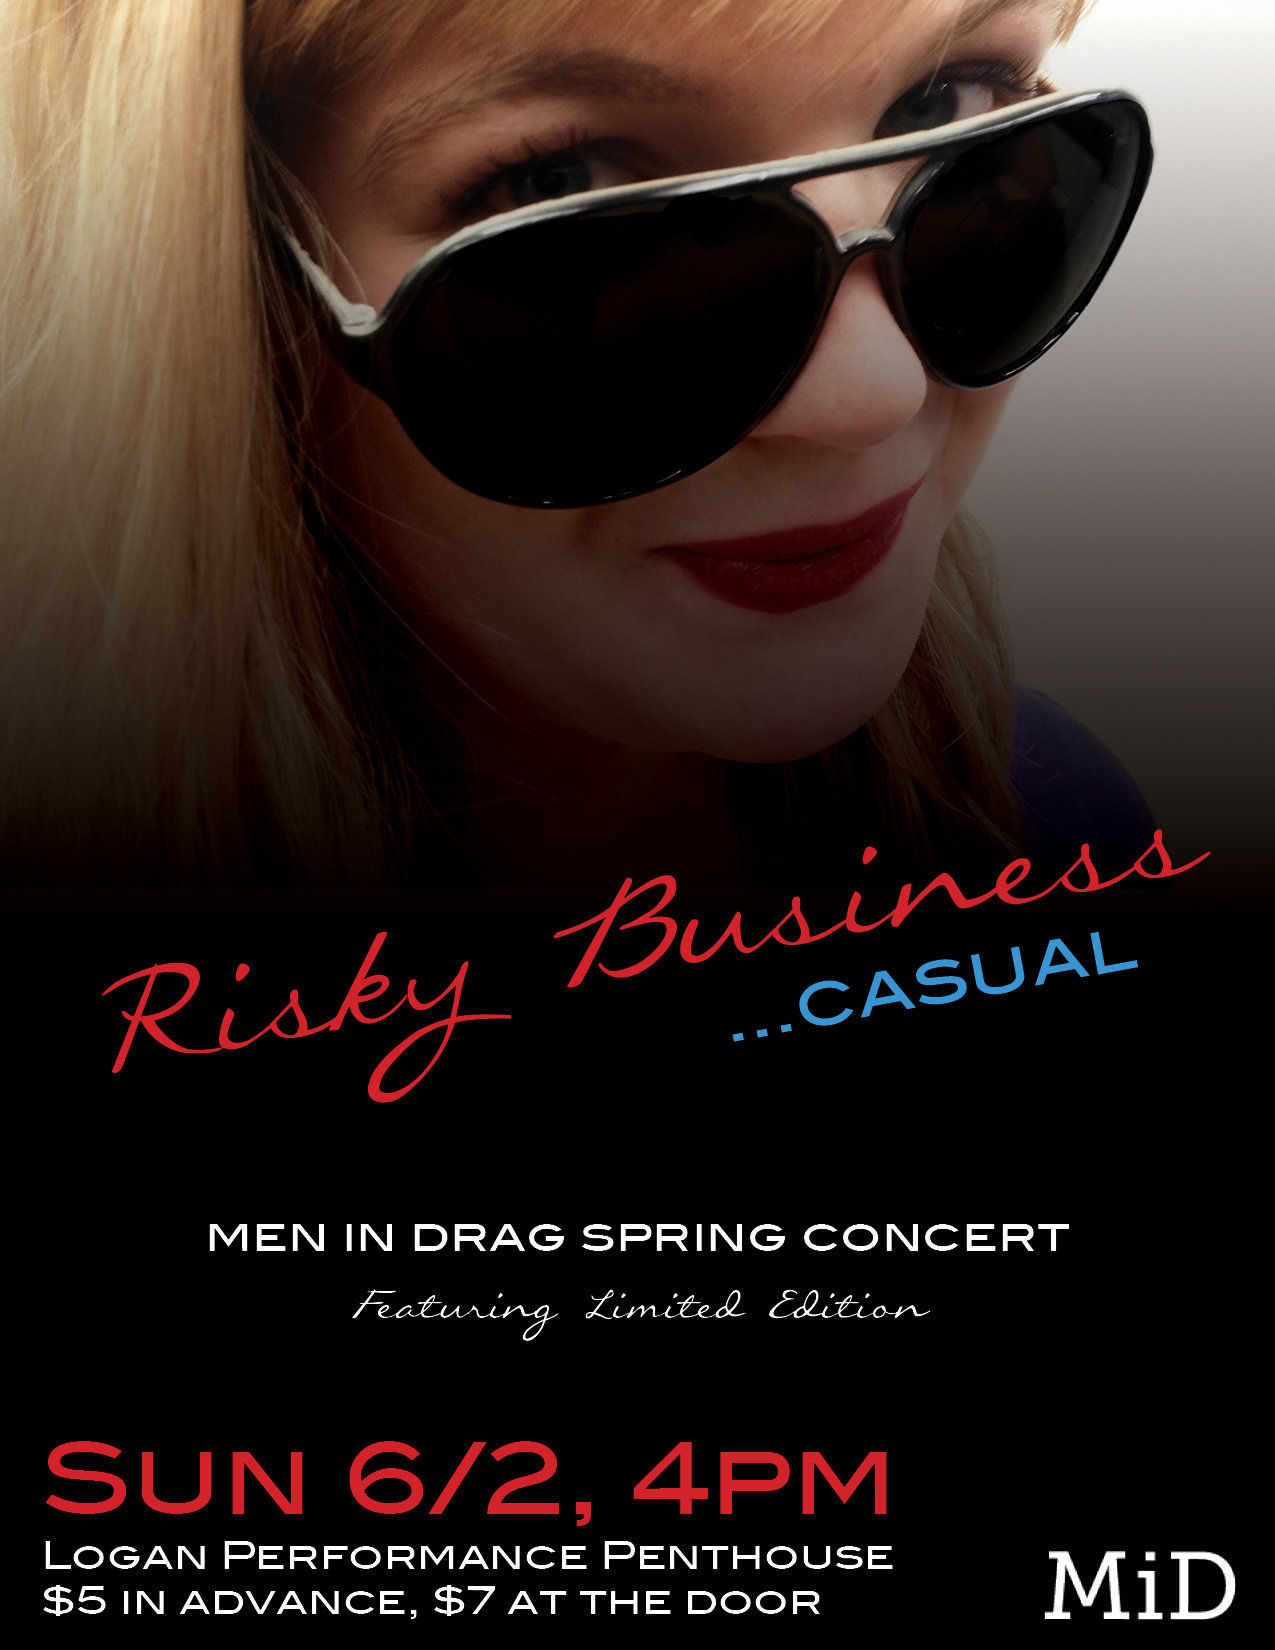 Risky Business
...CASUAL
MEN IN DRAG SPRING CONCERT
Featuring Limited Edition
SUN 6/2, 4PM
LOGAN PERFORMANCE PENTHOUSE
$5 IN ADVANCE, $7 AT THE DOOR
MiD